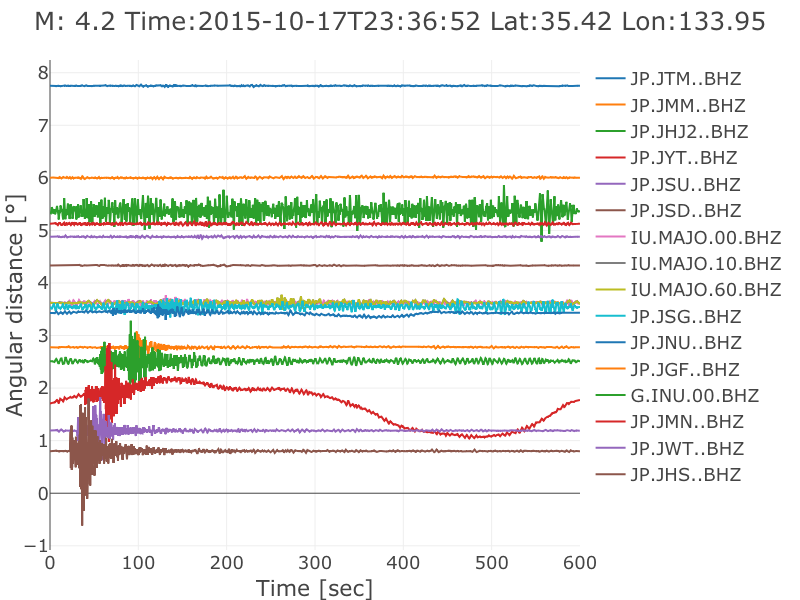 M: 4.2 Time:2015-10-17T23:36:52 Lat:35.42 Lon:133.95
8
7
6
5
4
3
2
1
0
−1
Angular distance [°]
0
100
200
300
400
500
600
Time [sec]
JP.JTM..BHZ
JP.JMM..BHZ
JP.JHJ2..BHZ
JP.JYT..BHZ
JP.JSU..BHZ
JP.JSD..BHZ
IU.MAJO.00.BHZ
IU.MAJO.10.BHZ
IU.MAJO.60.BHZ
JP.JSG..BHZ
JP.JNU..BHZ
JP.JGF..BHZ
G.INU.00.BHZ
JP.JMN..BHZ
JP.JWT..BHZ
JP.JHS..BHZ